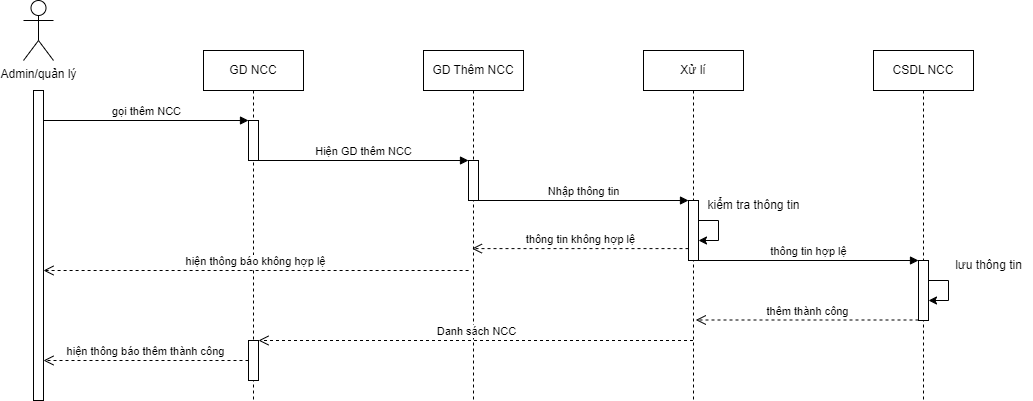 Admin/quản lý
GD NCC
GD Thêm NCC
Xử lí
CSDL NCC
gọi thêm NCC
Hiện GD thêm NCC
Nhập thông tin
kiểm tra thông tin
thông tin không hợp lệ
thông tin hợp lệ
hiện thông báo không hợp lệ
lưu thông tin
thêm thành công
Danh sách NCC
hiện thông báo thêm thành công